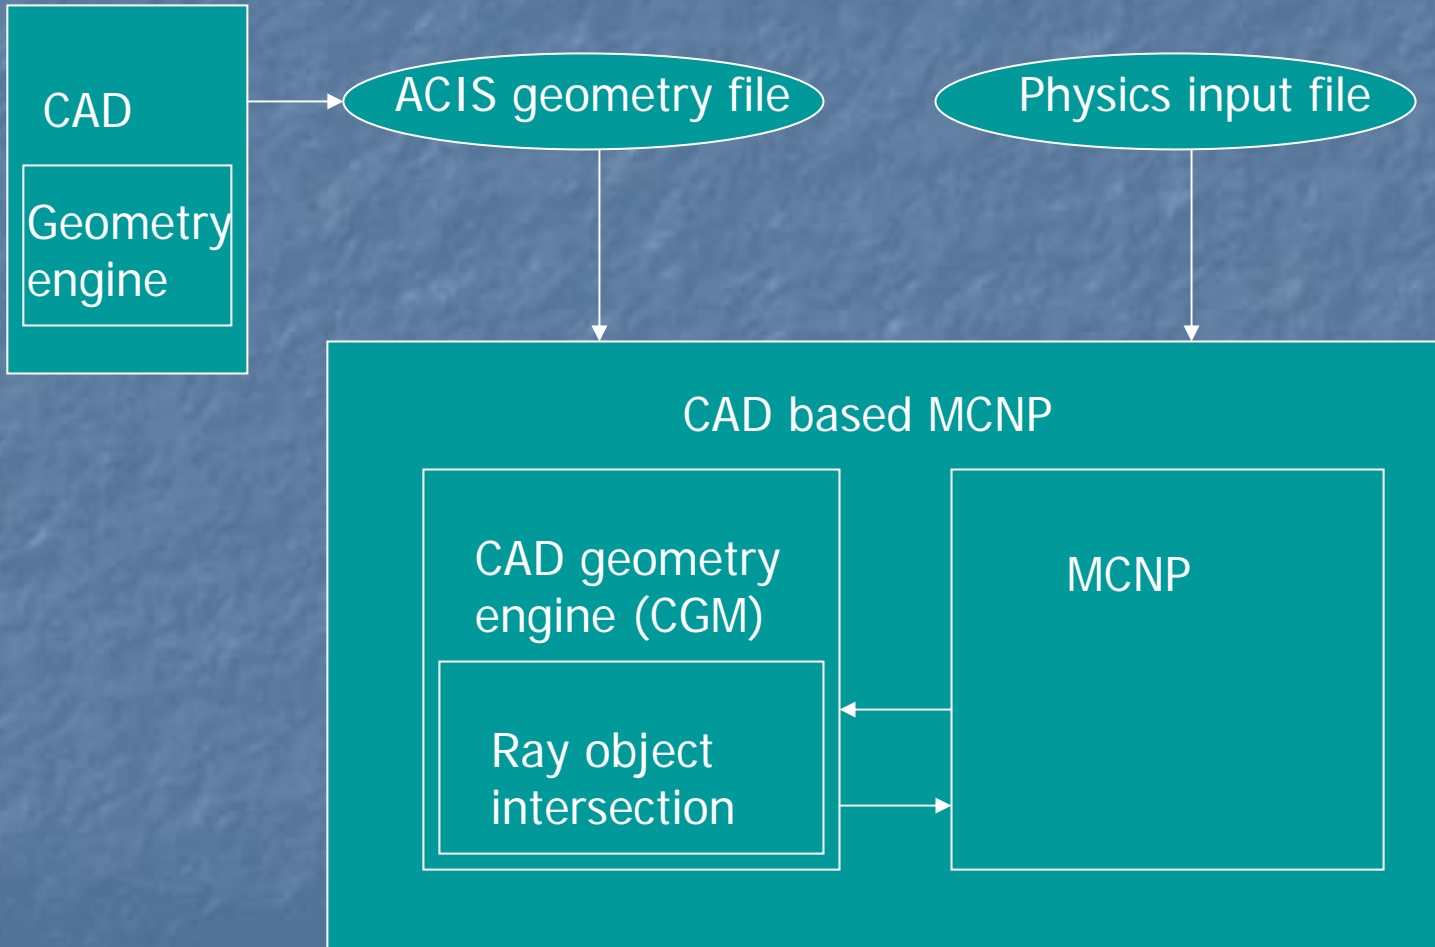 CAD
Geometry
engine
ACIS geometry file
Physics input file
CAD based MCNP
CAD geometry
engine (CGM)
Ray object
intersection
MCNP